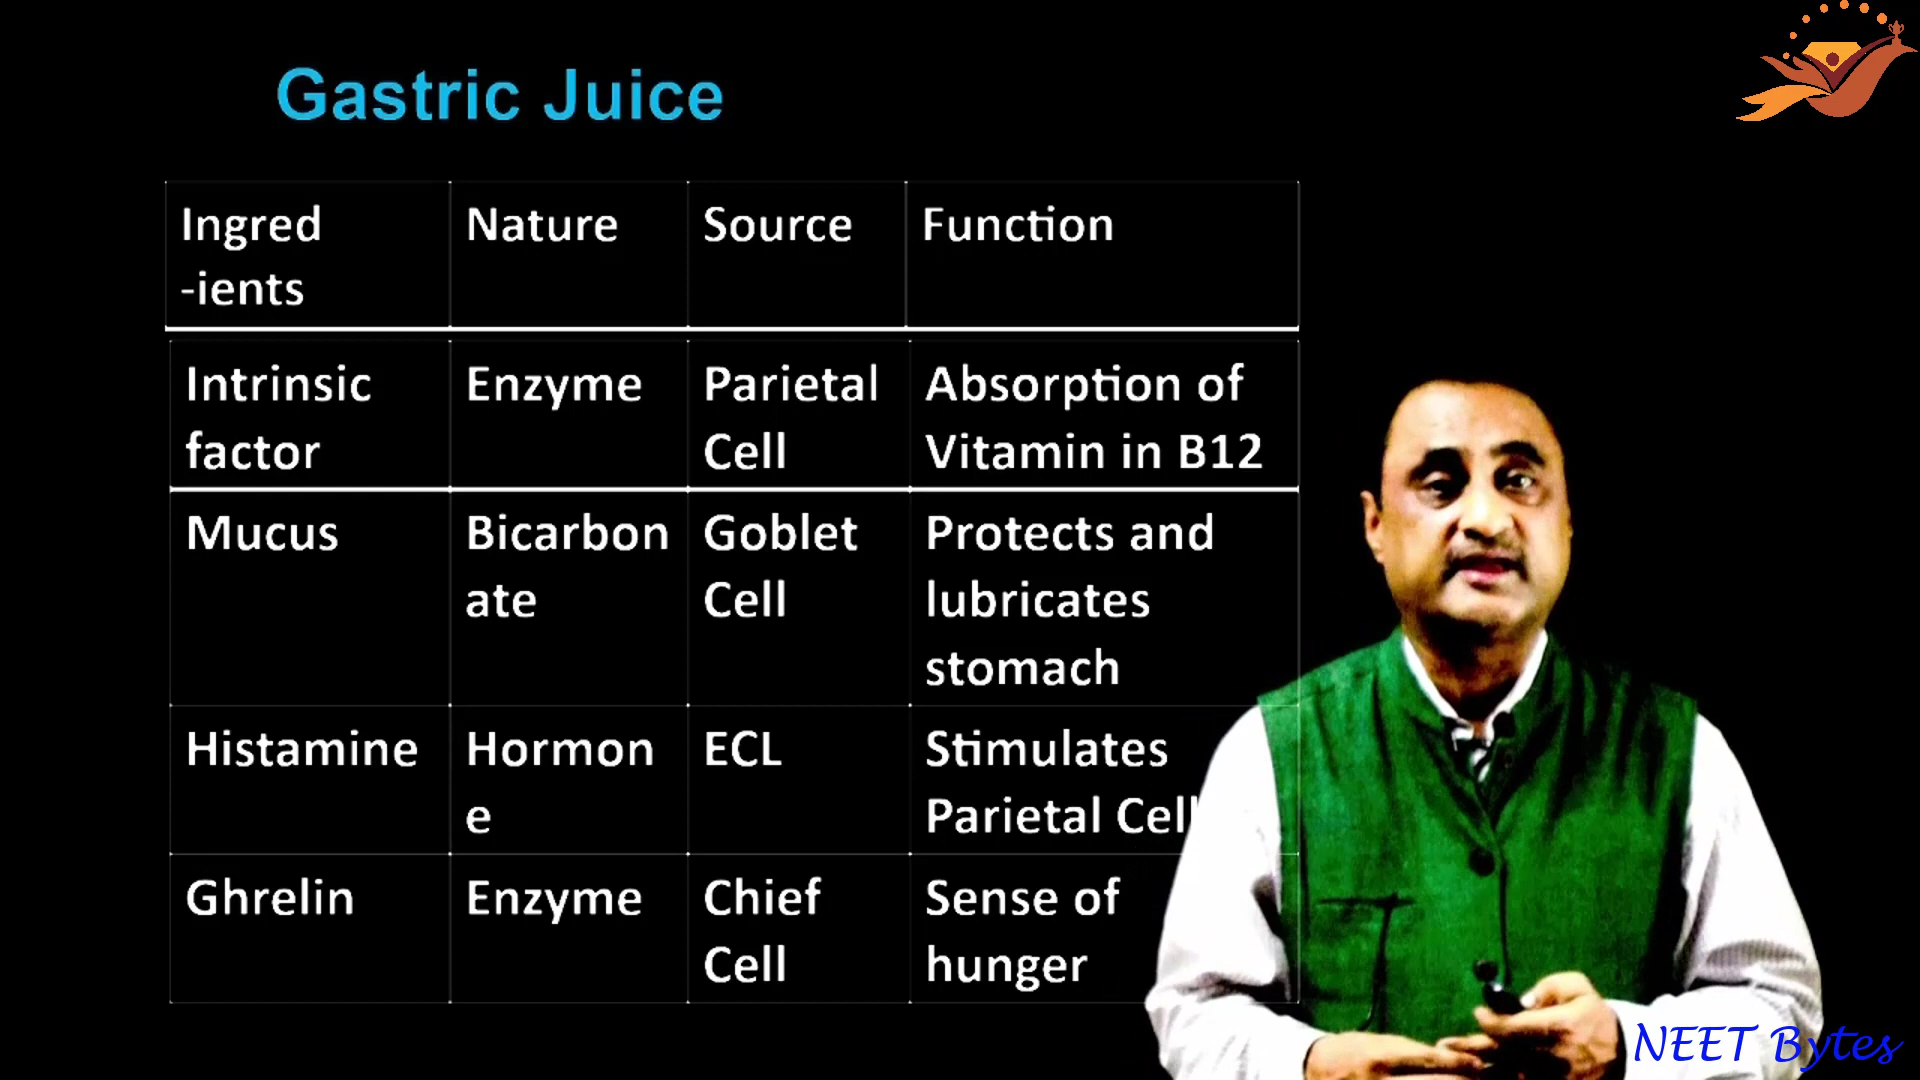 Gastric Juice
Ingred
-ients
Nature
Source
Function
Intrinsic
factor
Enzyme
Parietal
Cell
Absorption of
Vitamin in B12
Mucus
Bicarbon
ate
Goblet
Cell
Protects and
lubricates
stomach
Histamine
Hormon
e
ECL
Stimulates
Parietal Cell
Ghrelin
Enzyme
Chief
Cell
Sense of
hunger
NEET Bytes